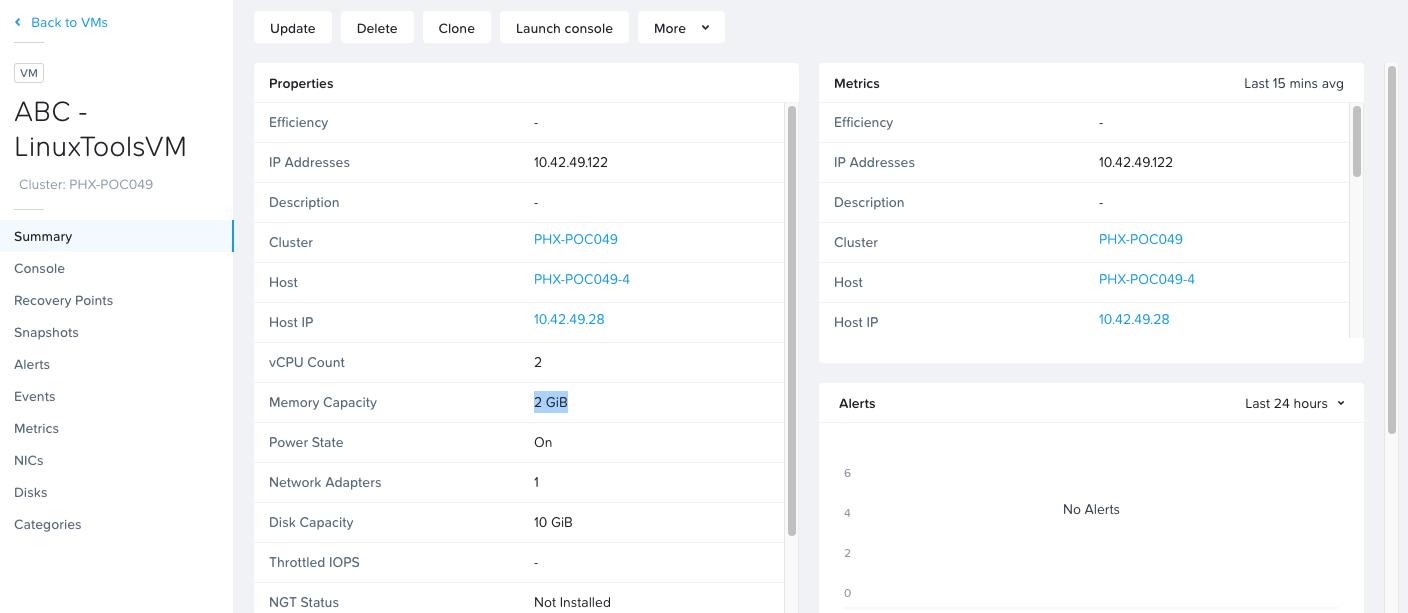 Back to VMs
VM
ABC -
LinuxToolsVM
Cluster: PHX-POC049
Summary
Console
Recovery Points
Snapshots
Alerts
Events
Metrics
NICs
Disks
Categories
Update Delete Clone Launch console More
Properties
Efficiency -
IP Addresses 10.42.49.122
Description -
Cluster PHX-POC049
Host PHX-POC049-4
Host IP 10.42.49.28
vCPU Count 2
Memory Capacity 2 GiB
Power State On
Network Adapters 1
Disk Capacity 10 GiB
Throttled IOPS -
NGT Status Not Installed
Metrics Last 15 mins avg
Efficiency -
IP Addresses 10.42.49.122
Description -
Cluster PHX-POC049
Host PHX-POC049-4
Host IP 10.42.49.28
Alerts Last 24 hours
6
4
2
0
No Alerts